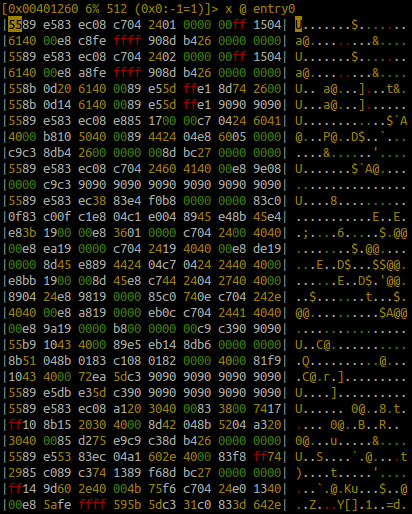 [0x00401260 6% 512 (0x0:-1=1)]> x @ entry0
|5589 e583 ec08 c704 2401 0000 00ff 1504| U.......$.......
|6140 00e8 c8fe ffff 908d b426 0000 0000| a@.........&....
|5589 e583 ec08 c704 2402 0000 00ff 1504| U.......$.......
|6140 00e8 a8fe ffff 908d b426 0000 0000| a@.........&....
|558b 0d20 6140 0089 e55d ffe1 8d74 2600| U.. a@...]...t&.
|558b 0d14 6140 0089 e55d ffe1 9090 9090| U...a@...]......
|5589 e583 ec08 e885 1700 00c7 0424 6041| U............$`A
|4000 b810 5040 0089 4424 04e8 6005 0000| @...P@..D$..`...
|c9c3 8db4 2600 0000 008d bc27 0000 0000| ....&......'....
|5589 e583 ec08 c704 2460 4140 00e8 9e08| U.......$`A@....
|0000 c9c3 9090 9090 9090 9090 9090 9090| ................
|5589 e583 ec38 83e4 f0b8 0000 0000 83c0| U....8..........
|0f83 c00f c1e8 04c1 e004 8945 e48b 45e4| ...........E..E.
|e83b 1900 00e8 3601 0000 c704 2400 4040| .;....6.....$.@@
|00e8 ea19 0000 c704 2419 4040 00e8 de19| ........$.@@....
|0000 8d45 e889 4424 04c7 0424 2440 4000| ...E..D$...$$@@.
|e8bb 1900 008d 45e8 c744 2404 2740 4000| ......E..D$.'@@.
|8904 24e8 9819 0000 85c0 740e c704 242e| ..$.......t...$.
|4040 00e8 a819 0000 eb0c c704 2441 4040| @@..........$A@@
|00e8 9a19 0000 b800 0000 00c9 c390 9090| ................
|55b9 1043 4000 89e5 eb14 8db6 0000 0000| U..C@...........
|8b51 048b 0183 c108 0182 0000 4000 81f9| .Q..........@...
|1043 4000 72ea 5dc3 9090 9090 9090 9090| .C@.r.].........
|5589 e5db e35d c390 9090 9090 9090 9090| U....]..........
|5589 e583 ec08 a120 3040 0083 3800 7417| U...... 0@..8.t.
|ff10 8b15 2030 4000 8d42 048b 5204 a320| .... 0@..B..R..
|3040 0085 d275 e9c9 c38d b426 0000 0000| 0@...u.....&....
|5589 e553 83ec 04a1 602e 4000 83f8 ff74| U..S....`.@....t
|2985 c089 c374 1389 f68d bc27 0000 0000| )....t.....'....
|ff14 9d60 2e40 004b 75f6 c704 24e0 1340| ...`.@.Ku...$..@
|00e8 5afe ffff 595b 5dc3 31c0 833d 642e| ..Z...Y[].1..=d.